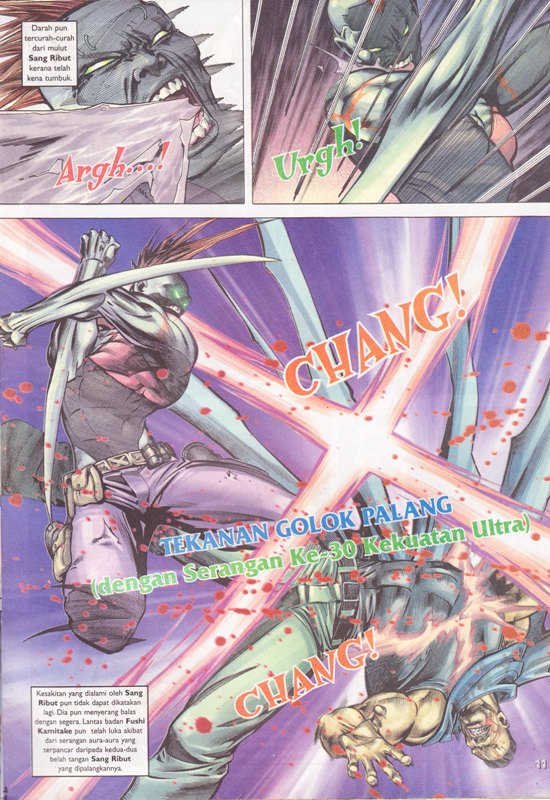 Darah pun
tercurah-curah
dari mulut
Sang Ribut
kerana telah
kena tumbuk.
Argh...!
Urgh!
CHANG!
TEKANAN GOLOK PALANG
(dengan Serangan Ke-30 Kekuatan Ultra)
CHANG!
Kesakitan yang dialami oleh Sang
Ribut pun tidak dapat dikatakan
lagi. Dia pun menyerang balas
dengan segera. Lantas badan Fushi
Kamitake pun telah luka akibat
dari serangan aura-aura yang
terpancar daripada kedua-dua
belah tangan Sang Ribut
yang dipalangkannya.
11